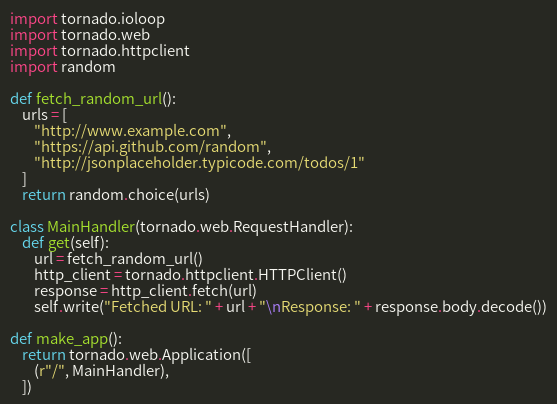 import tornado.ioloop
import tornado.web
import tornado.httpclient
import random

def fetch_random_url():
    urls = [
        "http://www.example.com",
        "https://api.github.com/random",
        "http://jsonplaceholder.typicode.com/todos/1"
    ]
    return random.choice(urls)

class MainHandler(tornado.web.RequestHandler):
    def get(self):
        url = fetch_random_url()
        http_client = tornado.httpclient.HTTPClient()
        response = http_client.fetch(url)
        self.write("Fetched URL: " + url + "\nResponse: " + response.body.decode())

def make_app():
    return tornado.web.Application([
        (r"/", MainHandler),
    ])